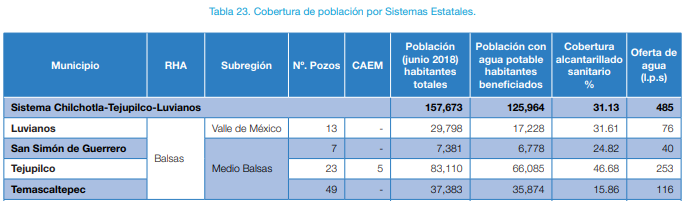 Tabla 23. Cobertura de población por Sistemas Estatales.
Municipio RHA Subregión Nº. Pozos CAEM Población (junio 2018) habitantes totales Población con agua potable habitantes beneficiados Cobertura alcantarillado sanitario % Oferta de agua (l.p.s)
Sistema Chilchotla-Tejupilco-Luvianos 157,673 125,964 31.13 485
Luvianos Balsas Valle de México 13 - 29,798 17,228 31.61 76
San Simón de Guerrero Medio Balsas 7 - 7,381 6,778 24.82 40
Tejupilco 23 5 83,110 66,085 46.68 253
Temascaltepec 49 - 37,383 35,874 15.86 116